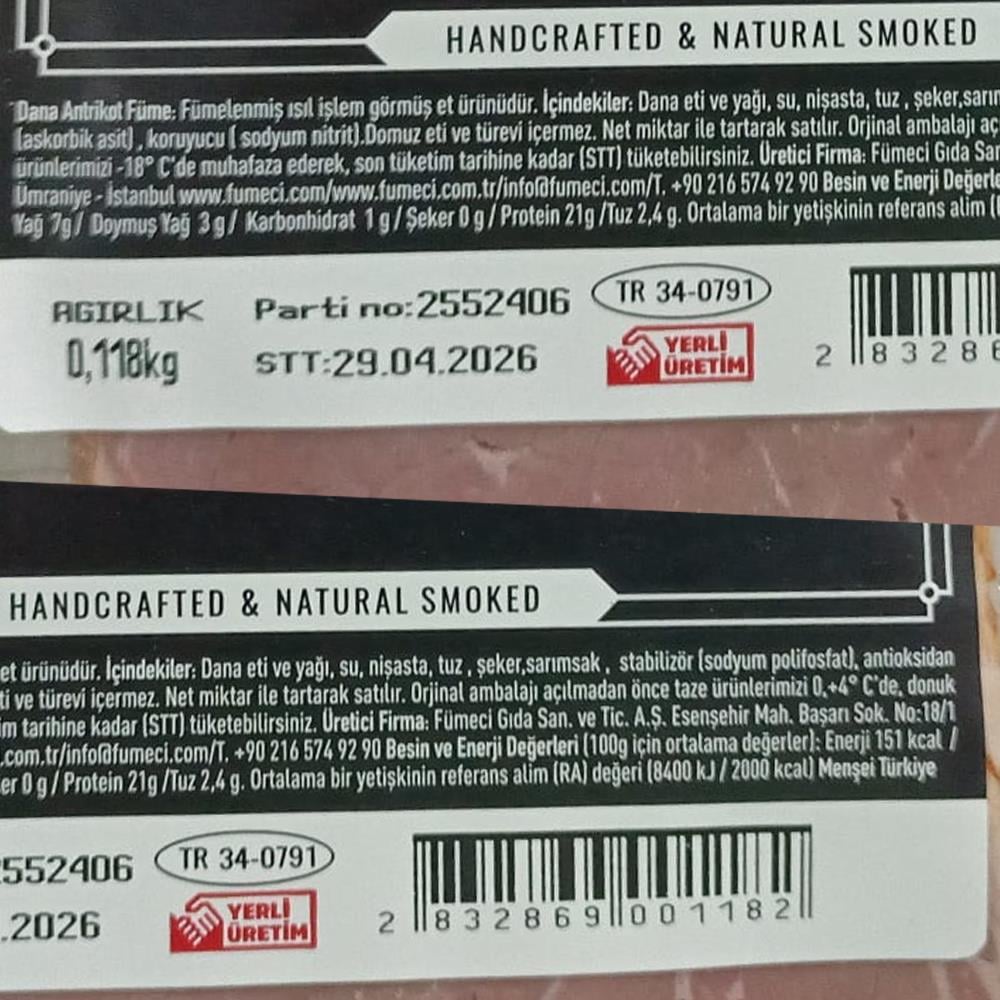 HANDCRAFTED & NATURAL SMOKED
Dana Antrikot Füme: Fümelenmiş ısıl işlem görmüş et ürünüdür. İçindekiler: Dana eti ve yağı, su, nişasta, tuz , şeker,sarım
(askorbik asit) , koruyucu ( sodyum nitrit).Domuz eti ve türevi içermez. Net miktar ile tartarak satılır. Orjinal ambalajı aç
ürünlerimizi -18° C'de muhafaza ederek, son tüketim tarihine kadar (STT) tüketebilirsiniz. Üretici Firma: Fümeci Gıda San
Ümraniye - İstanbul www.fumeci.com/www.fumeci.com.tr/info@fumeci.com/T. +90 216 574 92 90 Besin ve Enerji Değerle
Yağ 7g/ Doymuş Yağ 3 g/ Karbonhidrat 1 g/ Şeker 0 g/ Protein 21g /Tuz 2,4 g. Ortalama bir yetişkinin referans alim (
AGIRLIK
0,118kg
Parti no:2552406
STT:29.04.2026
TR 34-0791
YERLİ
ÜRETİM
2 83286
HANDCRAFTED & NATURAL SMOKED
et ürünüdür. İçindekiler: Dana eti ve yağı, su, nişasta, tuz , şeker,sarımsak , stabilizör (sodyum polifosfat), antioksidan
ti ve türevi içermez. Net miktar ile tartarak satılır. Orjinal ambalajı açılmadan önce taze ürünlerimizi 0,+4° C'de, donuk
im tarihine kadar (STT) tüketebilirsiniz. Üretici Firma: Fümeci Gıda San. ve Tic. A.Ş. Esenşehir Mah. Başarı Sok. No:18/1
.com.tr/info@fumeci.com/T. +90 216 574 92 90 Besin ve Enerji Değerleri (100g için ortalama değerler): Enerji 151 kcal /
er 0 g/ Protein 21g /Tuz 2,4 g. Ortalama bir yetişkinin referans alim (RA) değeri (8400 kJ / 2000 kcal) Menşei Türkiye
552406
.2026
TR 34-0791
YERLİ
ÜRETİM
2 832869 001182